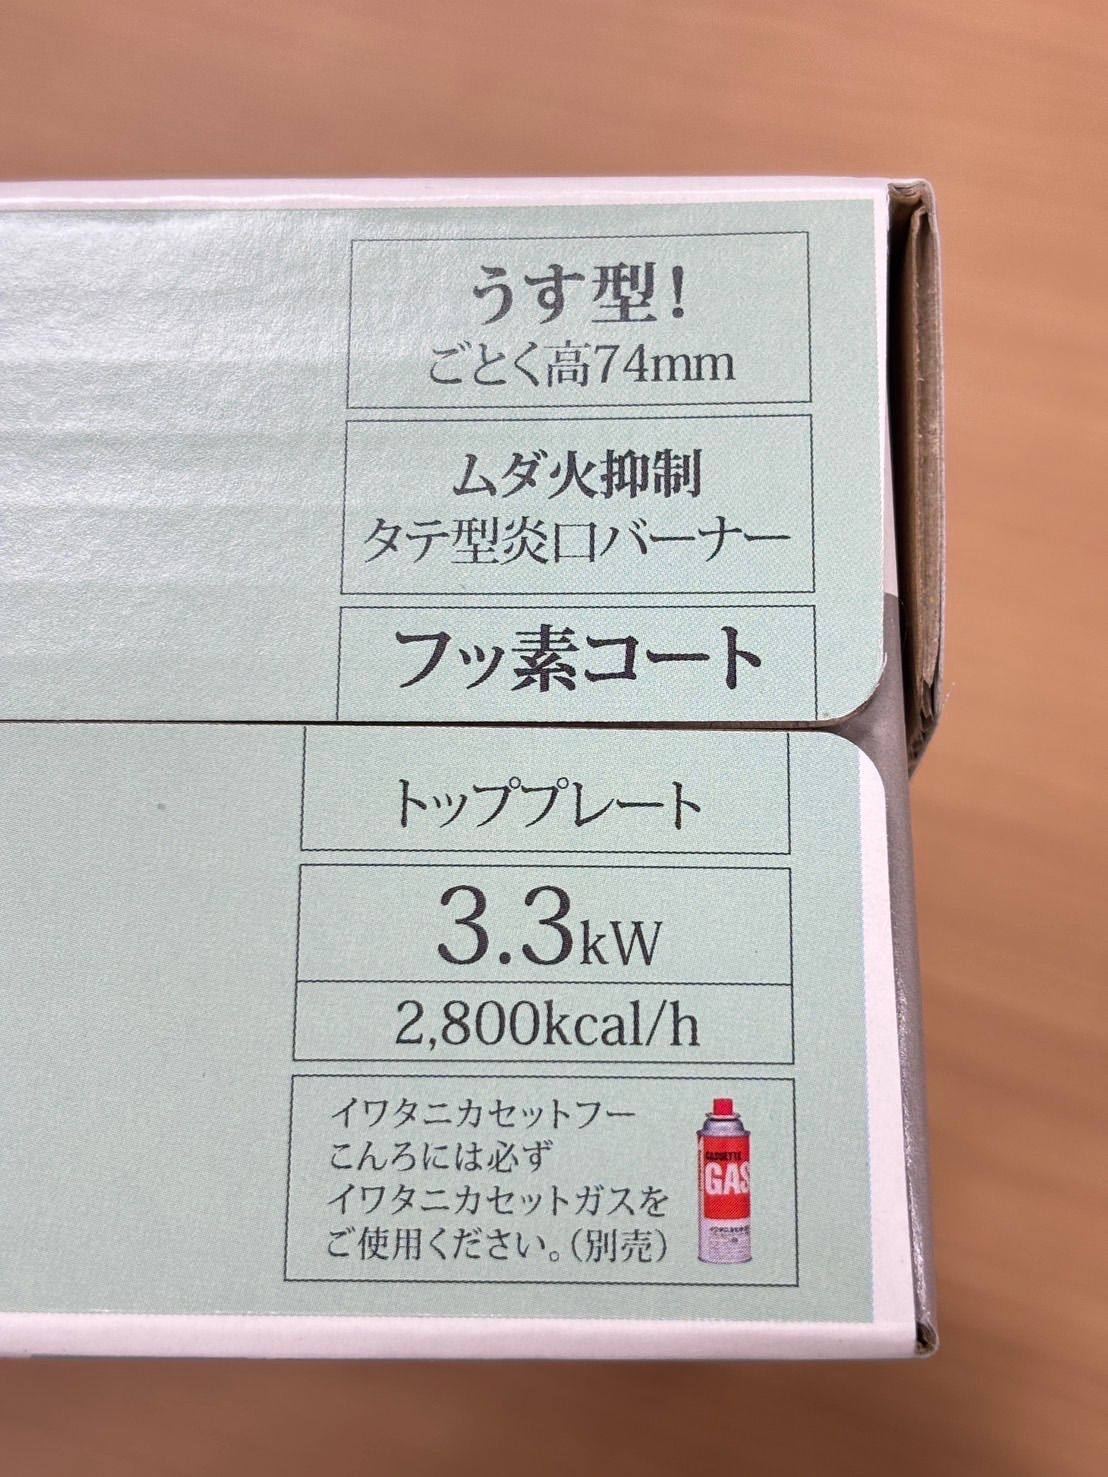 うす型!
ごとく高74mm
ムダ火抑制
タテ型炎口バーナー
フッ素コート
トッププレート
3.3kW
2,800kcal/h
イワタニカセットフー
こんろには必ず
イワタニカセットガスを
ご使用ください。(別売)
CASSETTE
GAS